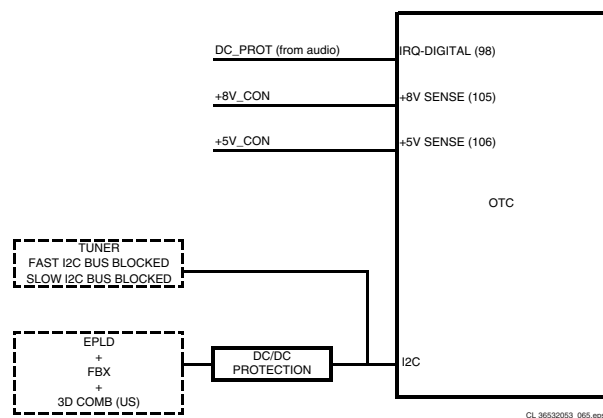 DC_PROT (from audio)
IRQ-DIGITAL (98)
+8V_CON
+8V SENSE (105)
+5V_CON
+5V SENSE (106)
OTC
TUNER
FAST I2C BUS BLOCKED
SLOW I2C BUS BLOCKED
EPLD
+
FBX
+
3D COMB (US)
DC/DC
PROTECTION
I2C
CL 36532053_065.eps